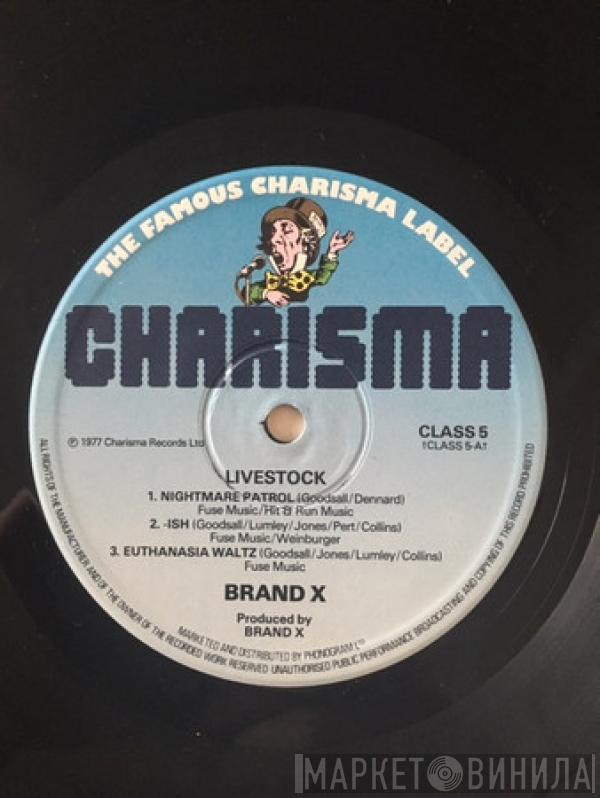 THE FAMOUS CHARISMA LABEL
CHARISMA
℗ 1977 Charisma Records Ltd
CLASS 5
†CLASS 5-A†
LIVESTOCK
1. NIGHTMARE PATROL (Goodsall/Dennard)
Fuse Music/Hit & Run Music
2. -ISH (Goodsall/Lumley/Jones/Pert/Collins)
Fuse Music/Weinburger
3. EUTHANASIA WALTZ (Goodsall/Jones/Lumley/Collins)
Fuse Music
BRAND X
Produced by
BRAND X
MARKETED AND DISTRIBUTED BY PHONOGRAM LTD
ALL RIGHTS OF THE MANUFACTURER AND OF THE OWNER OF THE RECORDED WORK RESERVED UNAUTHORISED PUBLIC PERFORMANCE BROADCASTING AND COPYING OF THIS RECORD PROHIBITED
МАРКЕТ ВИНИЛА